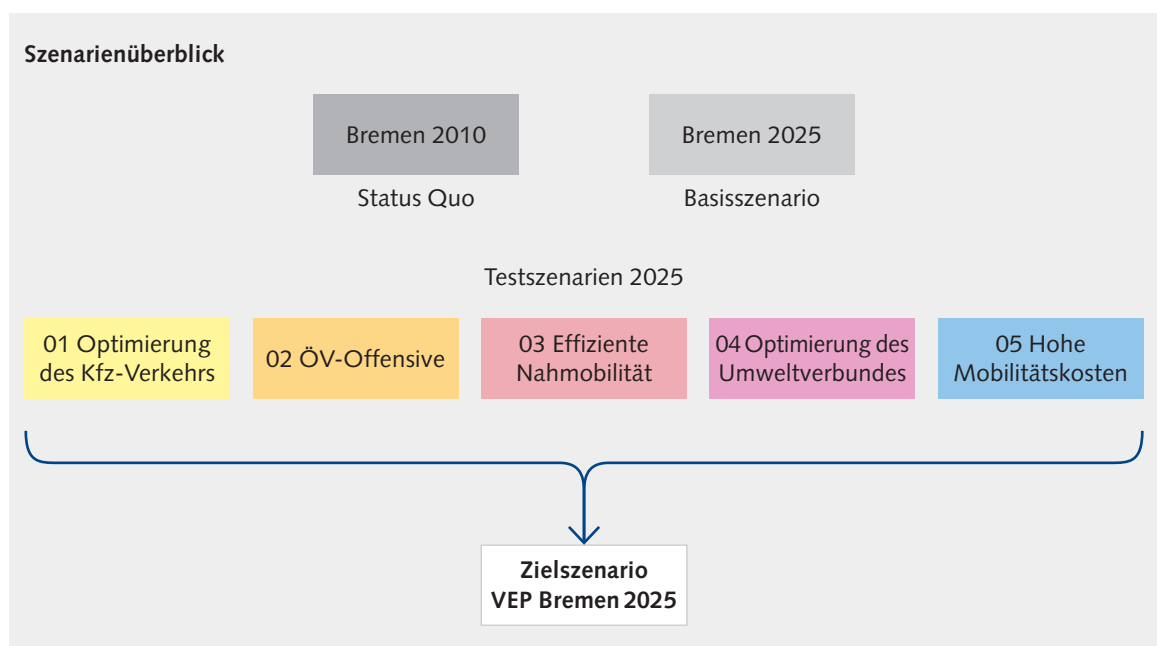 Szenarienüberblick
Bremen 2010
Bremen 2025
Status Quo
Basisszenario
Testszenarien 2025
01 Optimierung
des Kfz-Verkehrs
02 ÖV-Offensive
03 Effiziente
Nahmobilität
04 Optimierung des
Umweltverbundes
05 Hohe
Mobilitätskosten
Zielszenario
VEP Bremen 2025